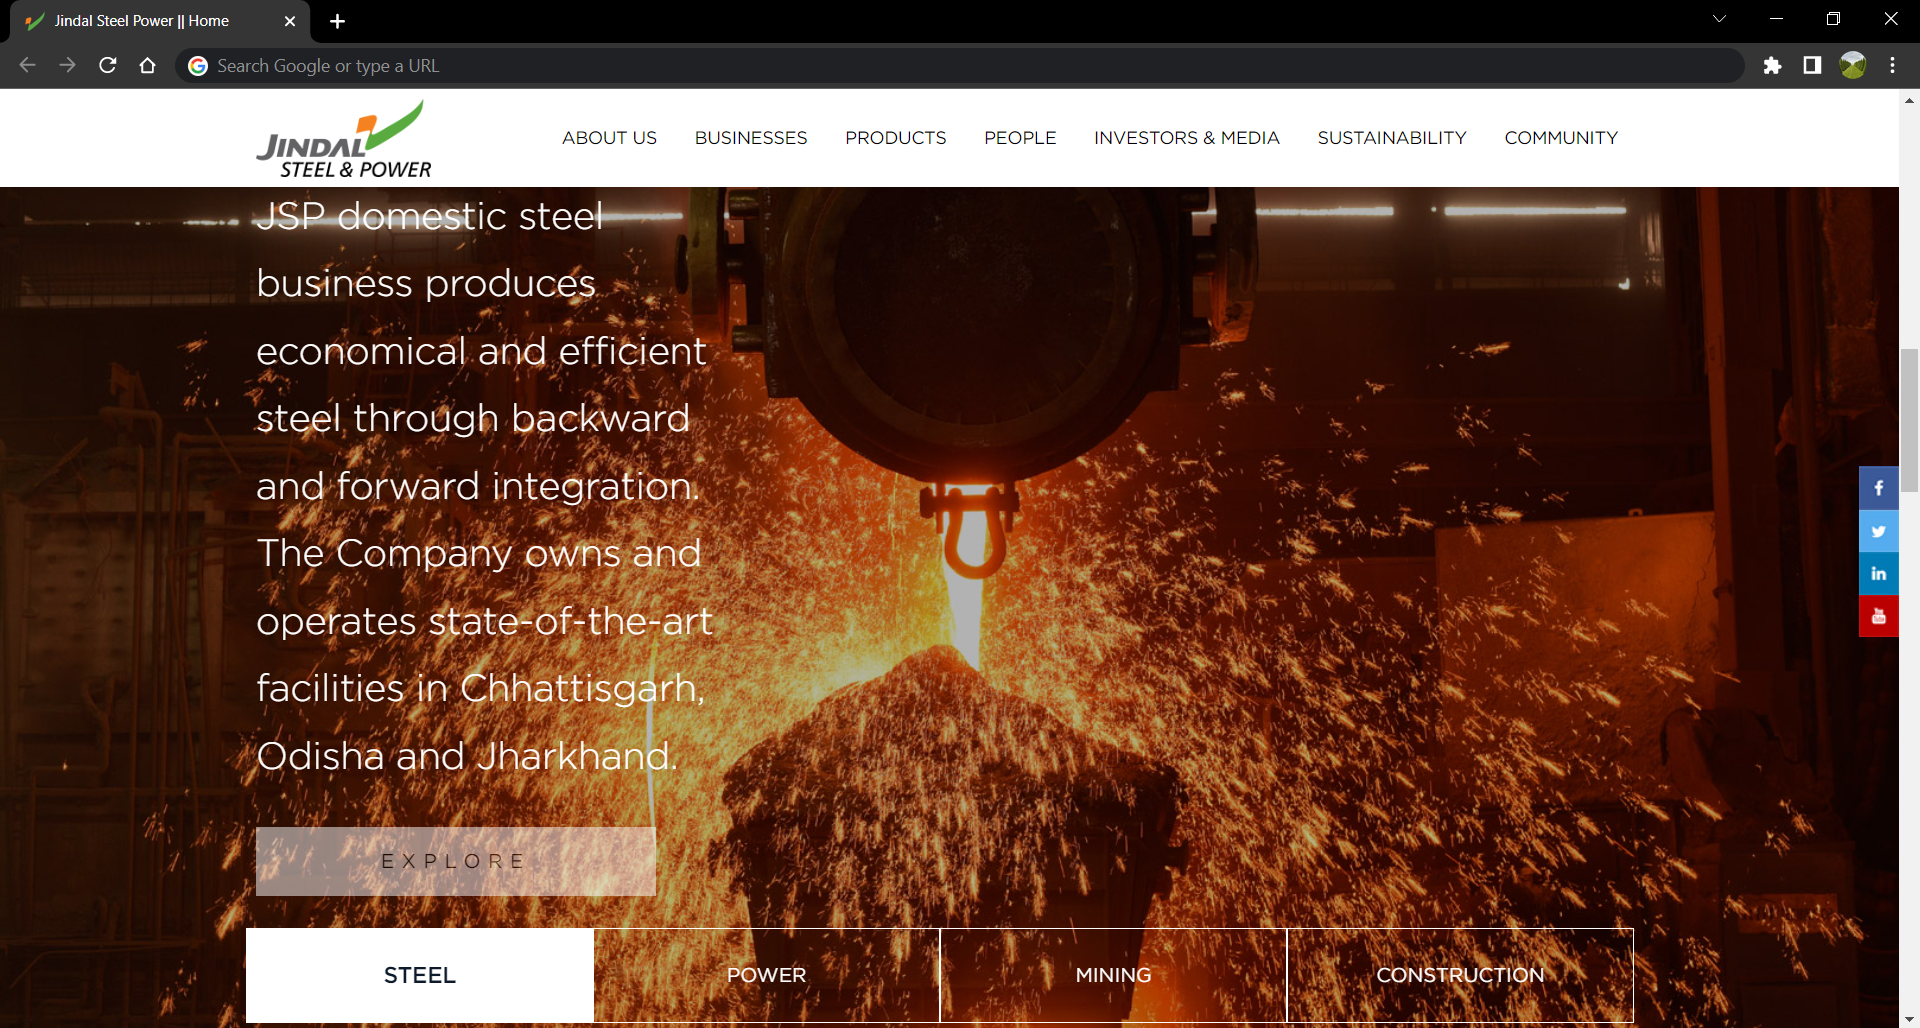 Jindal Steel Power || Home
Search Google or type a URL
JINDAL
STEEL & POWER
ABOUT US
BUSINESSES
PRODUCTS
PEOPLE
INVESTORS & MEDIA
SUSTAINABILITY
COMMUNITY
JSP domestic steel
business produces
economical and efficient
steel through backward
and forward integration.
The Company owns and
operates state-of-the-art
facilities in Chhattisgarh,
Odisha and Jharkhand.
EXPLORE
STEEL
POWER
MINING
CONSTRUCTION